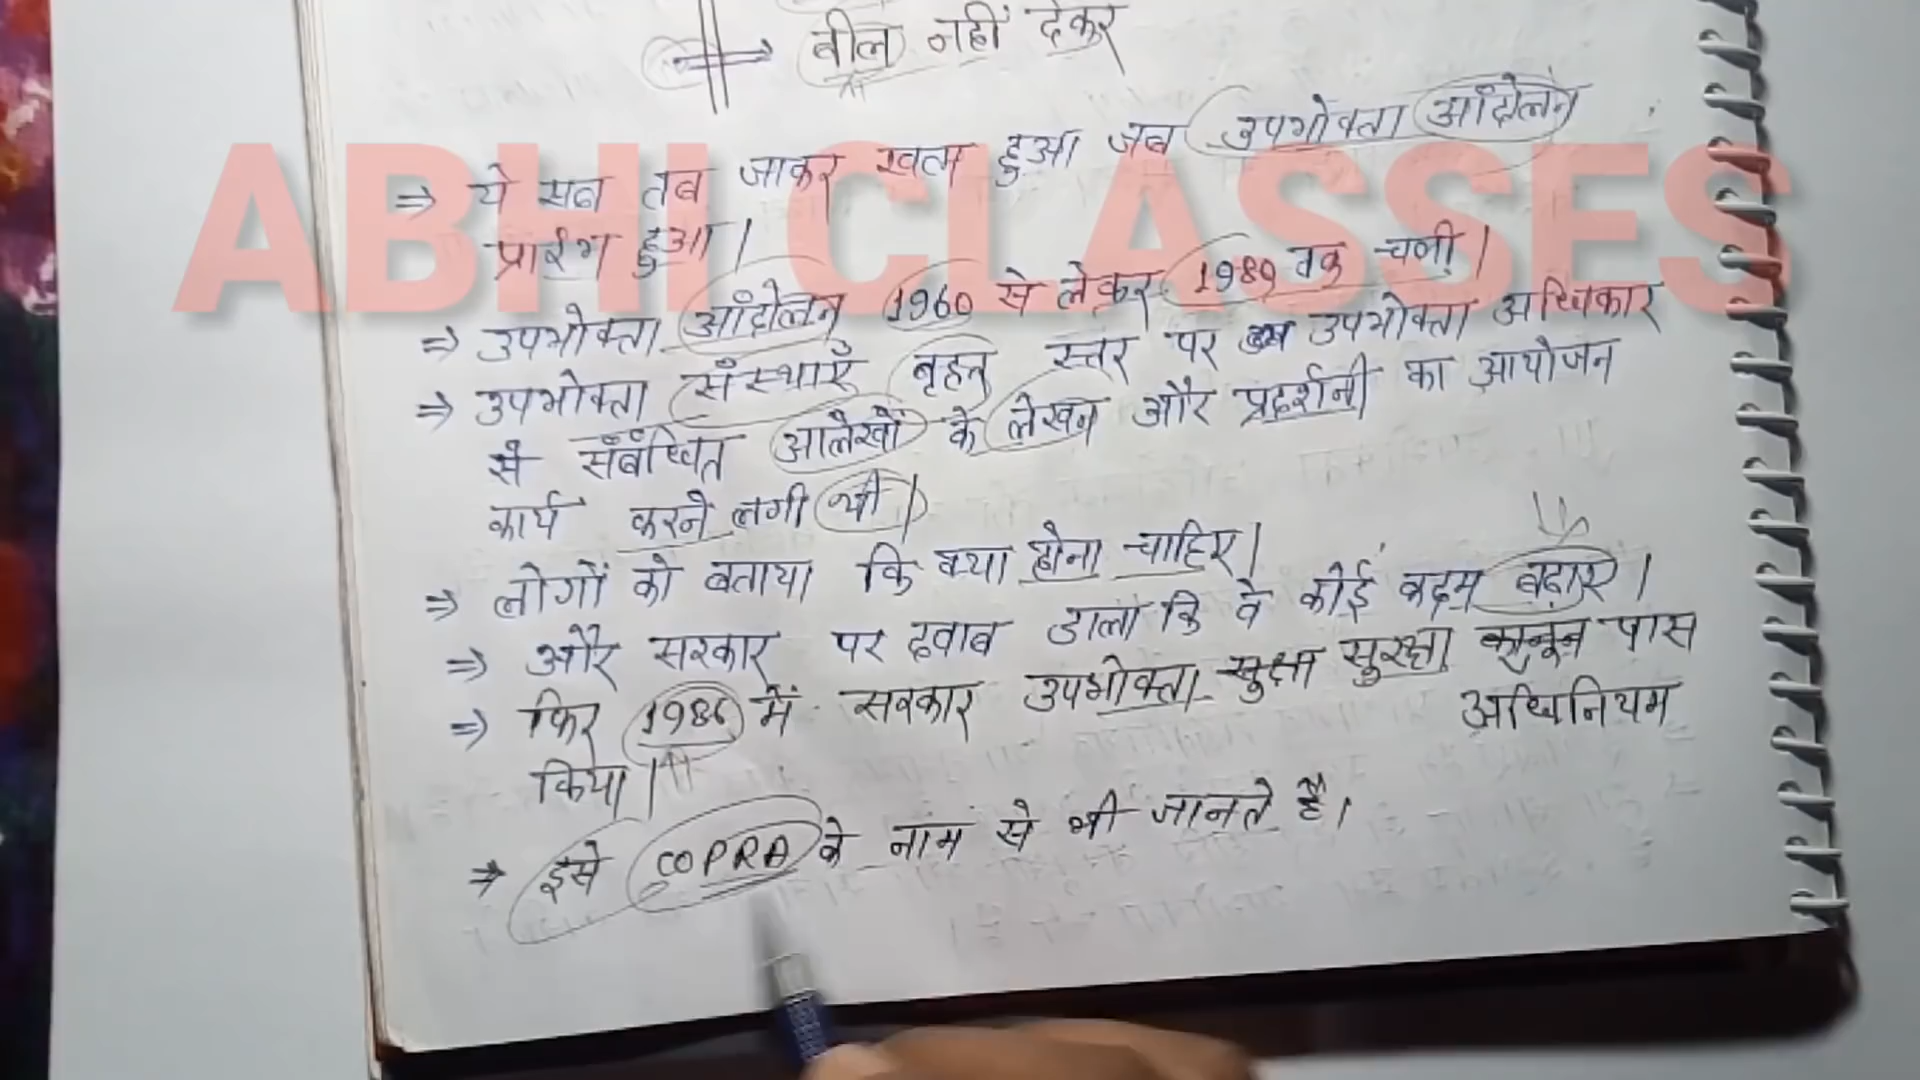 बील नहीं देकर
⇒ ये सब तब जाकर खत्म हुआ जब उपभोक्ता आँदोलन
प्रारंभ हुआ।
⇒ उपभोक्ता आँदोलन 1960 से लेकर 1989 तक चली।
⇒ उपभोक्ता संस्थाएँ बृहत् स्तर पर उपभोक्ता अधिकार
से संबंधित आलेखों के लेखन और प्रदर्शनी का आयोजन
कार्य करने लगी थी।
⇒ लोगों को बताया कि क्या होना चाहिए।
⇒ और सरकार पर दवाब डाला कि वे कोई कदम बढ़ाए।
⇒ फिर 1986 में सरकार उपभोक्ता सुरक्षा कानून पास
अधिनियम
किया।
⇒ इसे COPRA के नाम से भी जानते है।
ABHI CLASSES